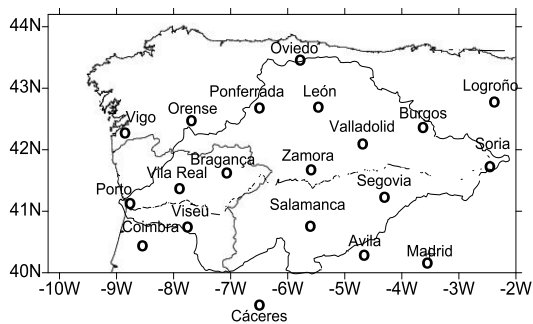 44N
Oviedo
43N
Ponferrada León Logroño
Vigo Orense Burgos
Valladolid
42N
Bragança Zamora Soria
Vila Real Segovia
Porto
41N
Viseu Salamanca
Coimbra
Avila Madrid
40N
-10W -9W -8W -7W -6W -5W -4W -3W -2W
Cáceres